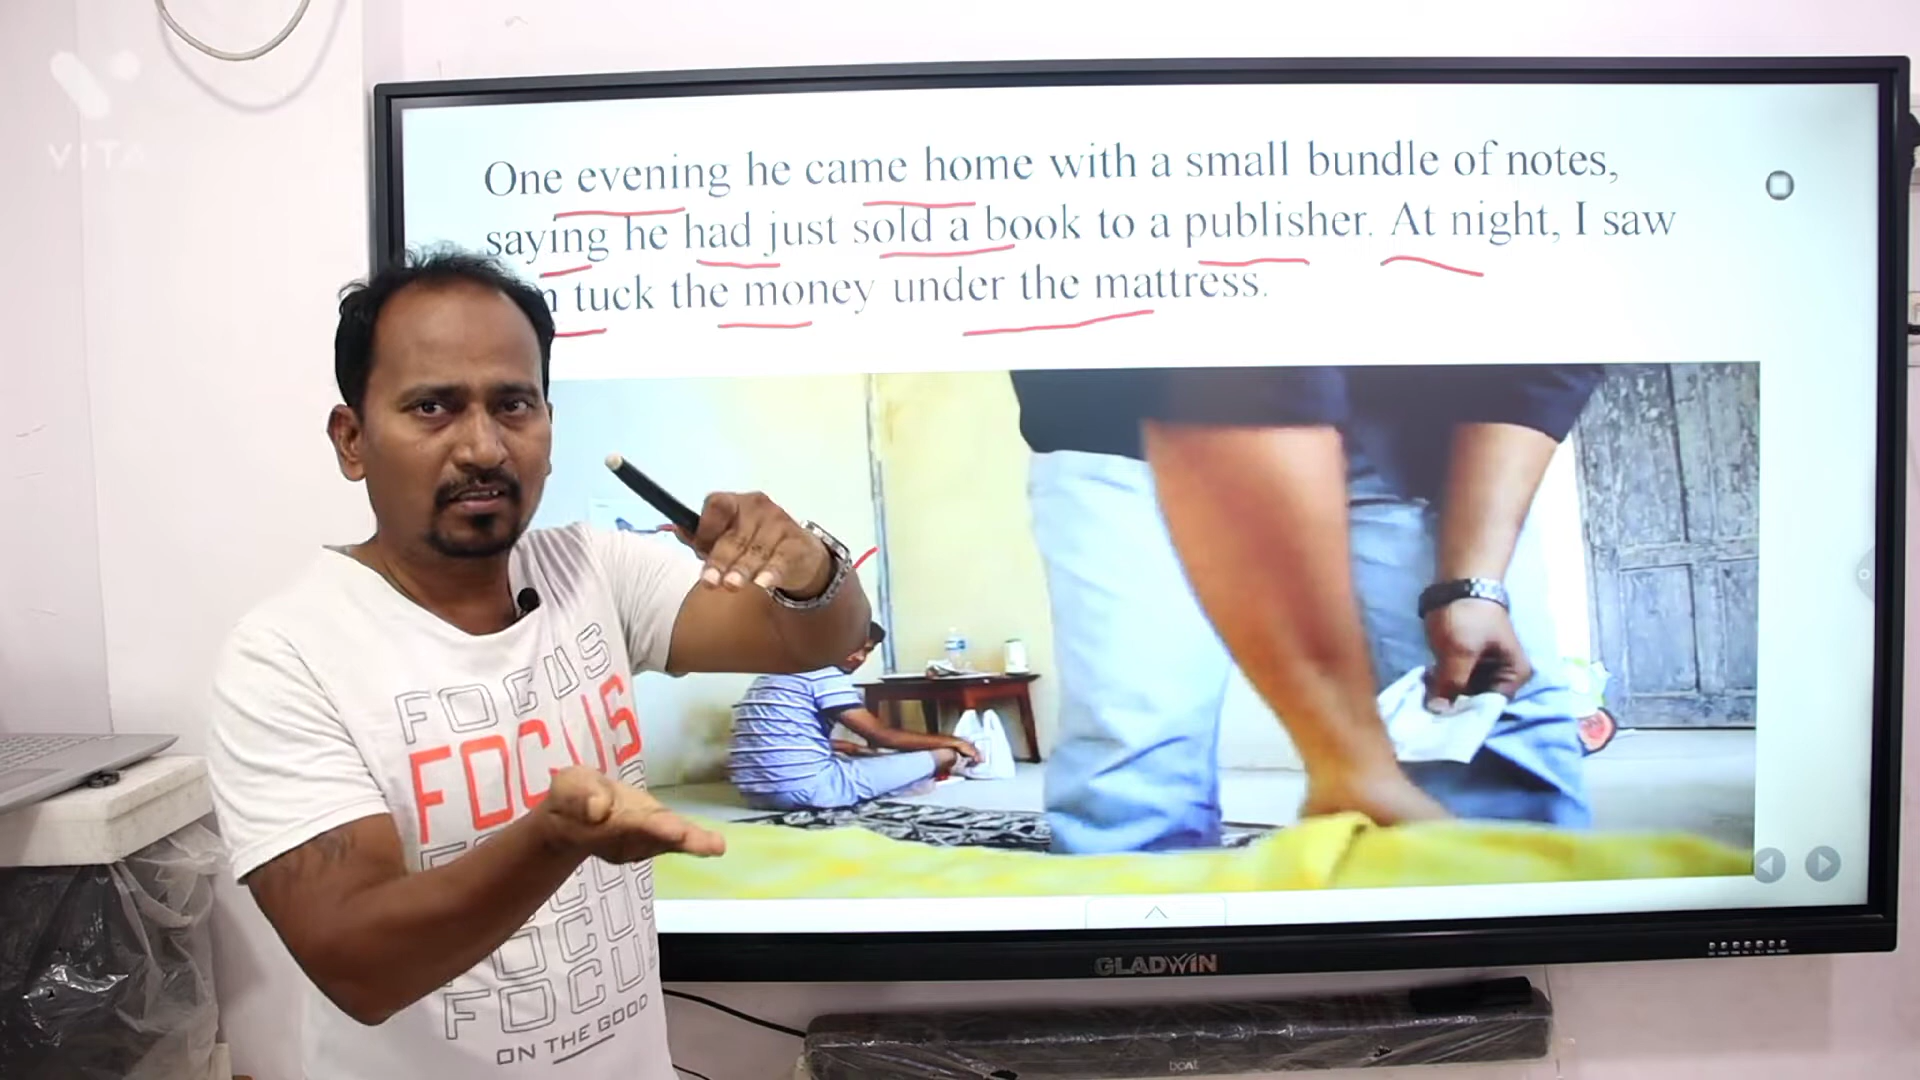 VITA
One evening he came home with a small bundle of notes,
saying he had just sold a book to a publisher. At night, I saw
tuck the money under the mattress.
FOCUS
FOCUS
FOCUS
FOCUS
ON THE GOOD
GLADWIN
boAt